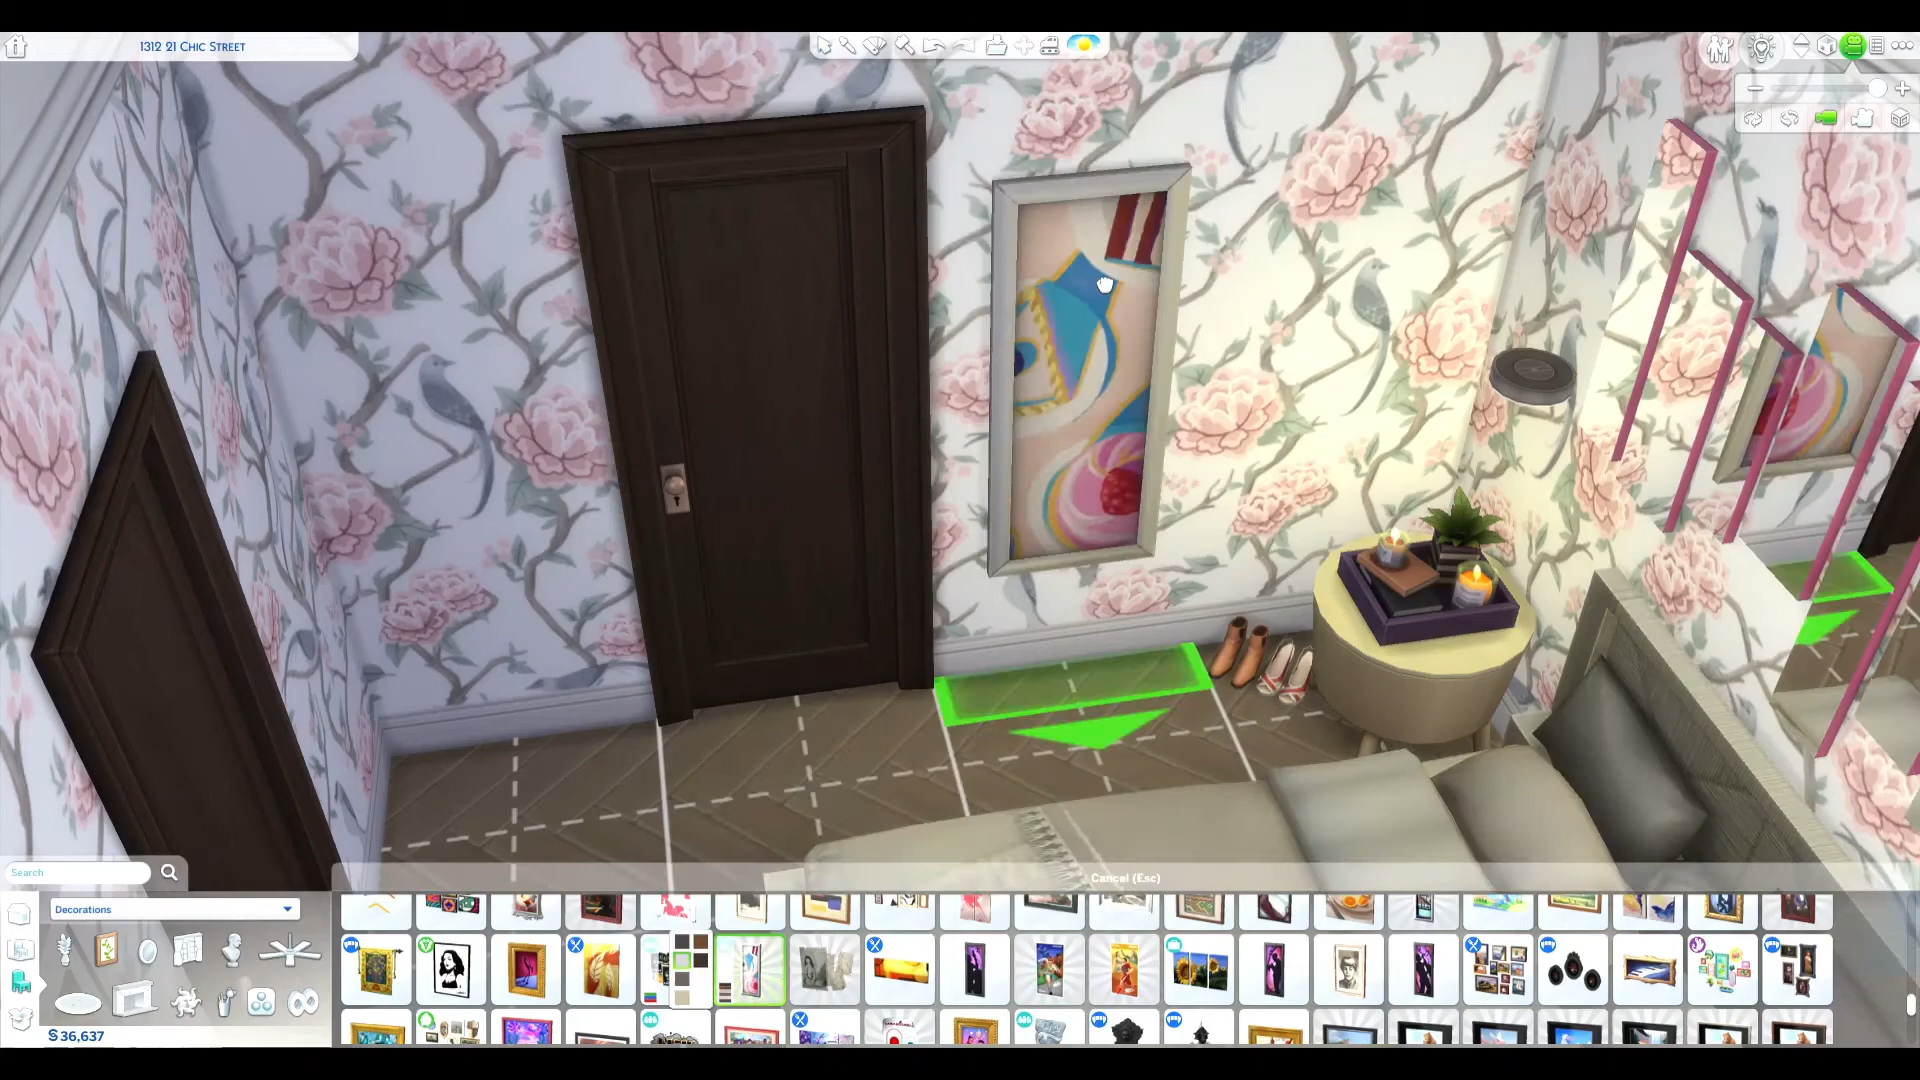 1312 21 Chic Street
Cancel (Esc)
Search
Decorations
§36,637